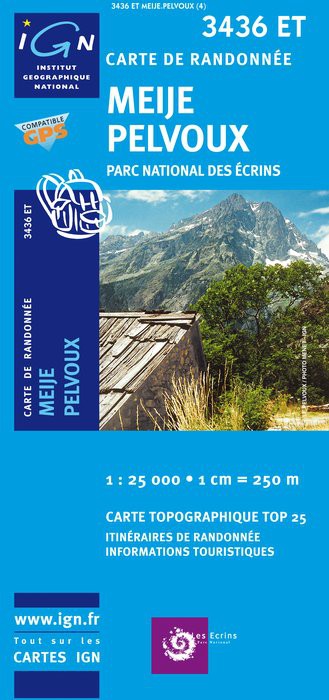 3436 ET MEIJE.PELVOUX (4)
IGN
INSTITUT
GEOGRAPHIQUE
NATIONAL
3436 ET
CARTE DE RANDONNÉE
COMPATIBLE
GPS
MEIJE
PELVOUX
PARC NATIONAL DES ÉCRINS
3436 ET
CARTE DE RANDONNÉE
MEIJE
PELVOUX
1 : 25 000 • 1 cm = 250 m
CARTE TOPOGRAPHIQUE TOP 25
ITINÉRAIRES DE RANDONNÉE
INFORMATIONS TOURISTIQUES
www.ign.fr
Tout sur les
CARTES IGN
Les Ecrins
Parc National